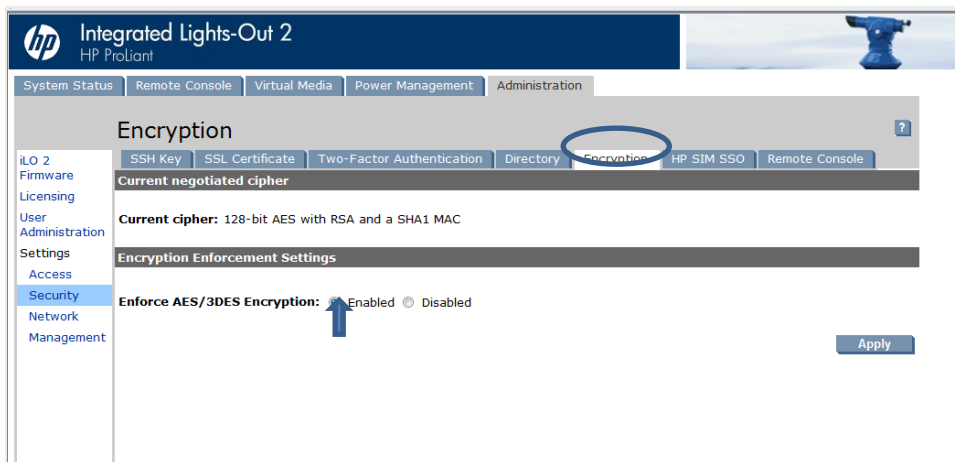 hp
Integrated Lights-Out 2
HP ProLiant
System Status Remote Console Virtual Media Power Management Administration
Encryption
?
SSH Key SSL Certificate Two-Factor Authentication Directory Encryption HP SIM SSO Remote Console
iLO 2
Firmware
Licensing
User
Administration
Settings
Access
Security
Network
Management
Current negotiated cipher
Current cipher: 128-bit AES with RSA and a SHA1 MAC
Encryption Enforcement Settings
Enforce AES/3DES Encryption: Enabled Disabled
Apply